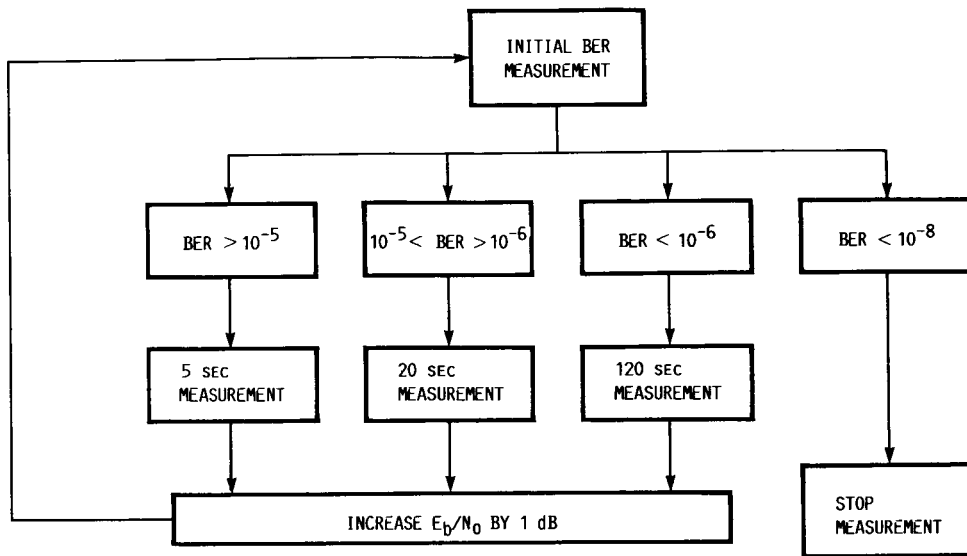 INITIAL BER
MEASUREMENT
BER > 10⁻⁵
10⁻⁵ < BER > 10⁻⁶
BER < 10⁻⁶
BER < 10⁻⁸
5 SEC
MEASUREMENT
20 SEC
MEASUREMENT
120 SEC
MEASUREMENT
INCREASE E_b/N_o BY 1 dB
STOP
MEASUREMENT